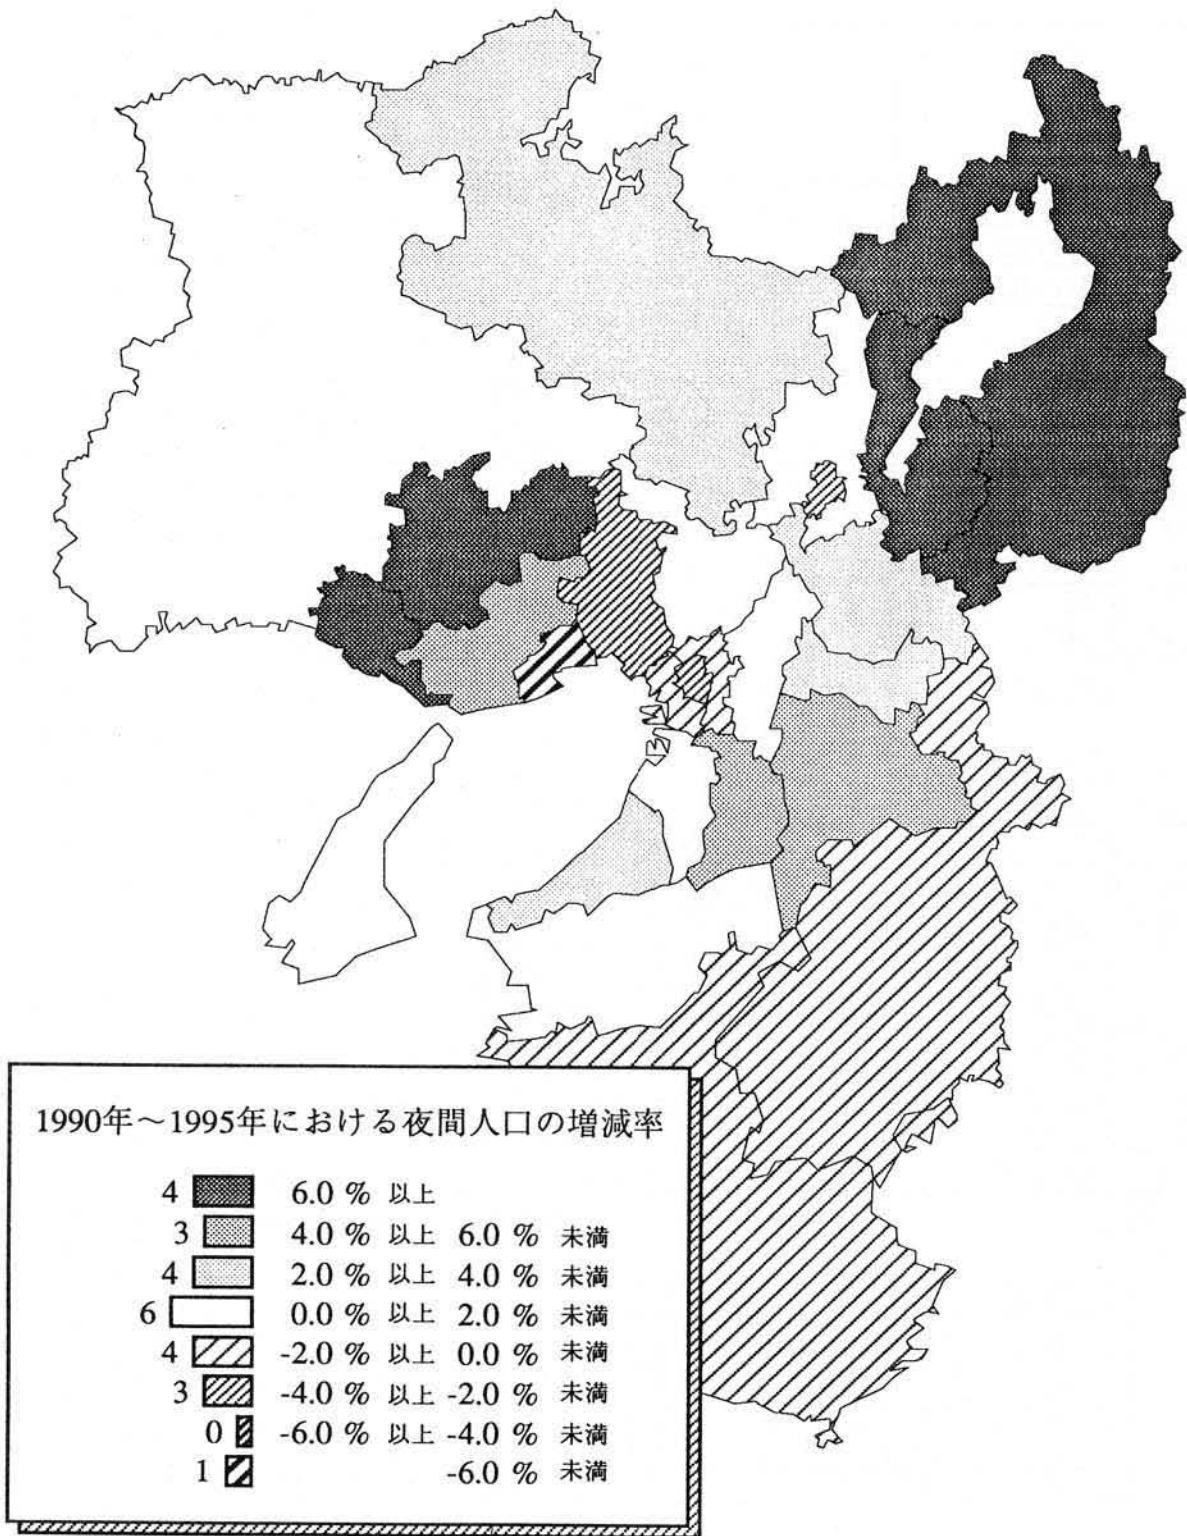 1990年～1995年における夜間人口の増減率
4 6.0 % 以上
3 4.0 % 以上 6.0 % 未満
4 2.0 % 以上 4.0 % 未満
6 0.0 % 以上 2.0 % 未満
4 -2.0 % 以上 0.0 % 未満
3 -4.0 % 以上 -2.0 % 未満
0 -6.0 % 以上 -4.0 % 未満
1 -6.0 % 未満